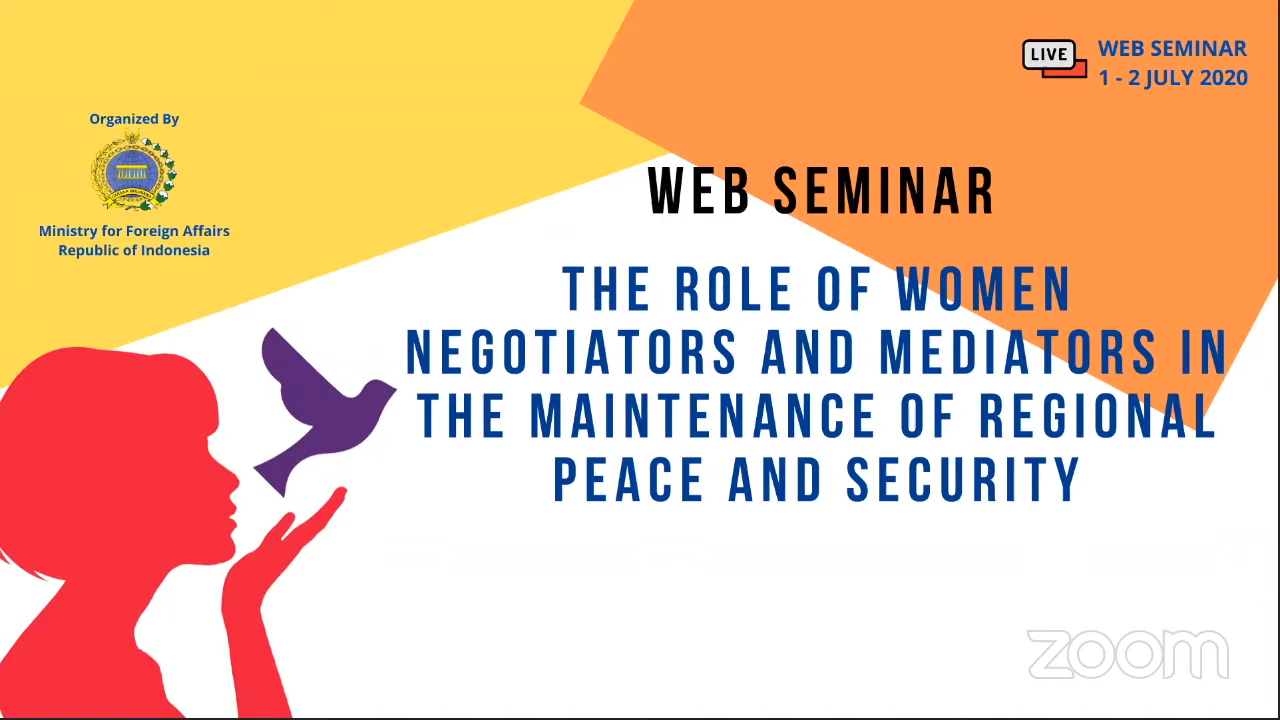 LIVE
WEB SEMINAR
1 - 2 JULY 2020
Organized By
Ministry for Foreign Affairs
Republic of Indonesia
WEB SEMINAR
THE ROLE OF WOMEN
NEGOTIATORS AND MEDIATORS IN
THE MAINTENANCE OF REGIONAL
PEACE AND SECURITY
zoom